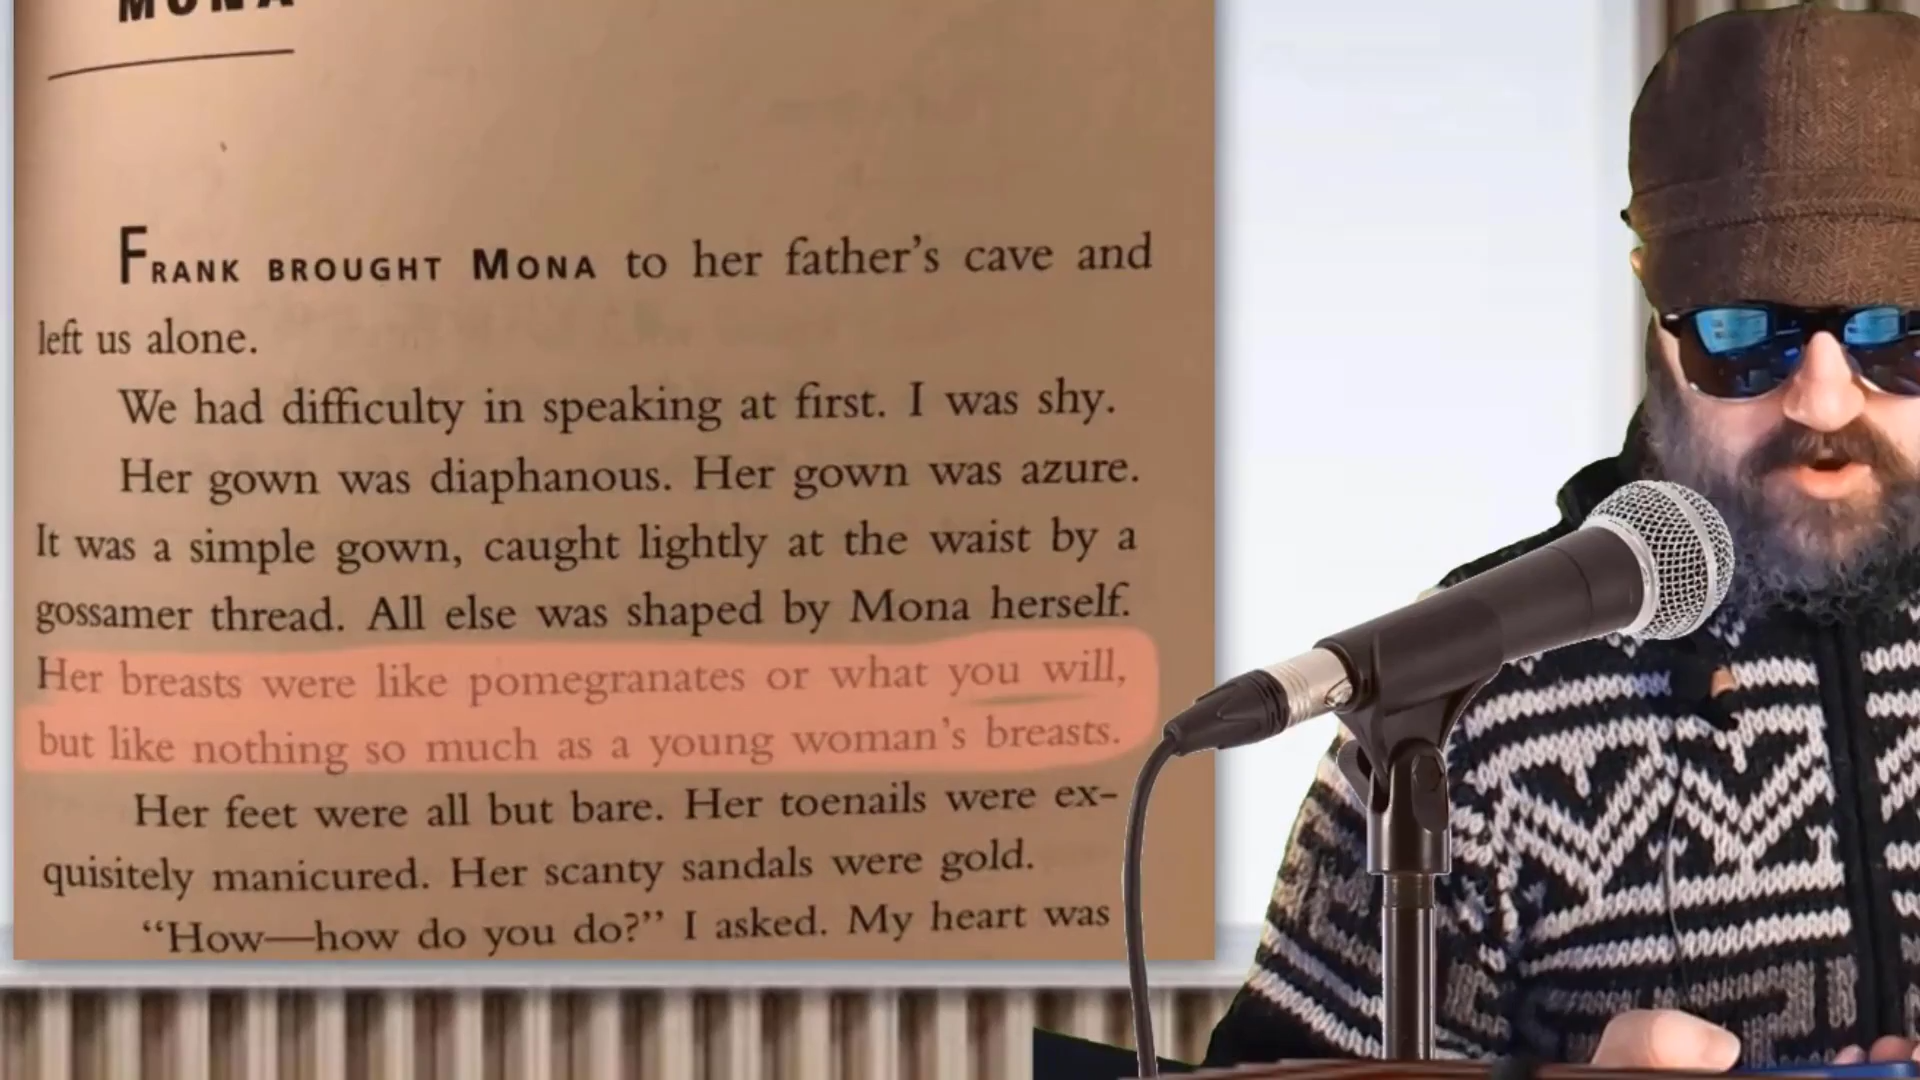 MONA
FRANK BROUGHT MONA to her father's cave and
left us alone.
We had difficulty in speaking at first. I was shy.
Her gown was diaphanous. Her gown was azure.
It was a simple gown, caught lightly at the waist by a
gossamer thread. All else was shaped by Mona herself.
Her breasts were like pomegranates or what you will,
but like nothing so much as a young woman's breasts.
Her feet were all but bare. Her toenails were ex-
quisitely manicured. Her scanty sandals were gold.
“How—how do you do?” I asked. My heart was